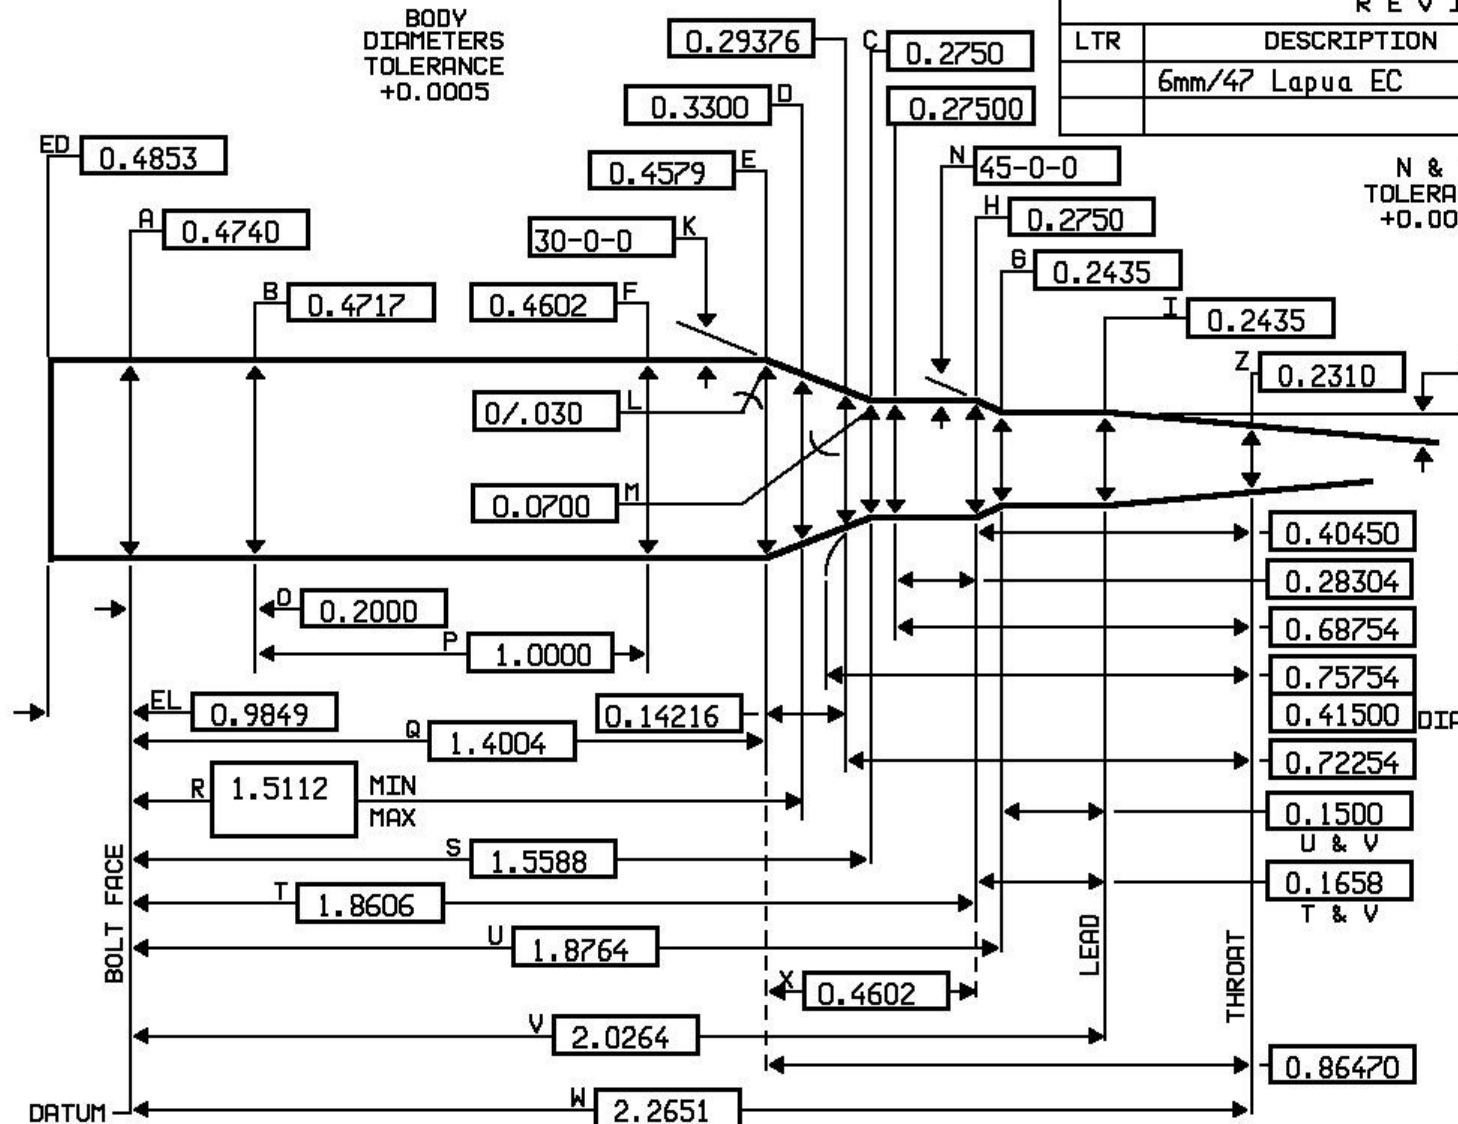 BODY
DIAMETERS
TOLERANCE
+0.0005
0.29376
C 0.2750
LTR
DESCRIPTION
6mm/47 Lapua EC
0.3300 D
0.27500
ED 0.4853
0.4579 E
N 45-0-0
N &
A 0.4740
30-0-0 K
H 0.2750
+0.00
B 0.4717
0.4602 F
G 0.2435
I 0.2435
Z 0.2310
0/.030 L
0.0700 M
0.40450
0.28304
O 0.2000
0.68754
P 1.0000
0.75754
EL 0.9849
0.14216
0.41500
Q 1.4004
0.72254
R 1.5112 MIN
MAX
0.1500
U & V
S 1.5588
0.1658
T & V
T 1.8606
BOLT FACE
U 1.8764
LEAD
THROAT
X 0.4602
V 2.0264
0.86470
DATUM
W 2.2651